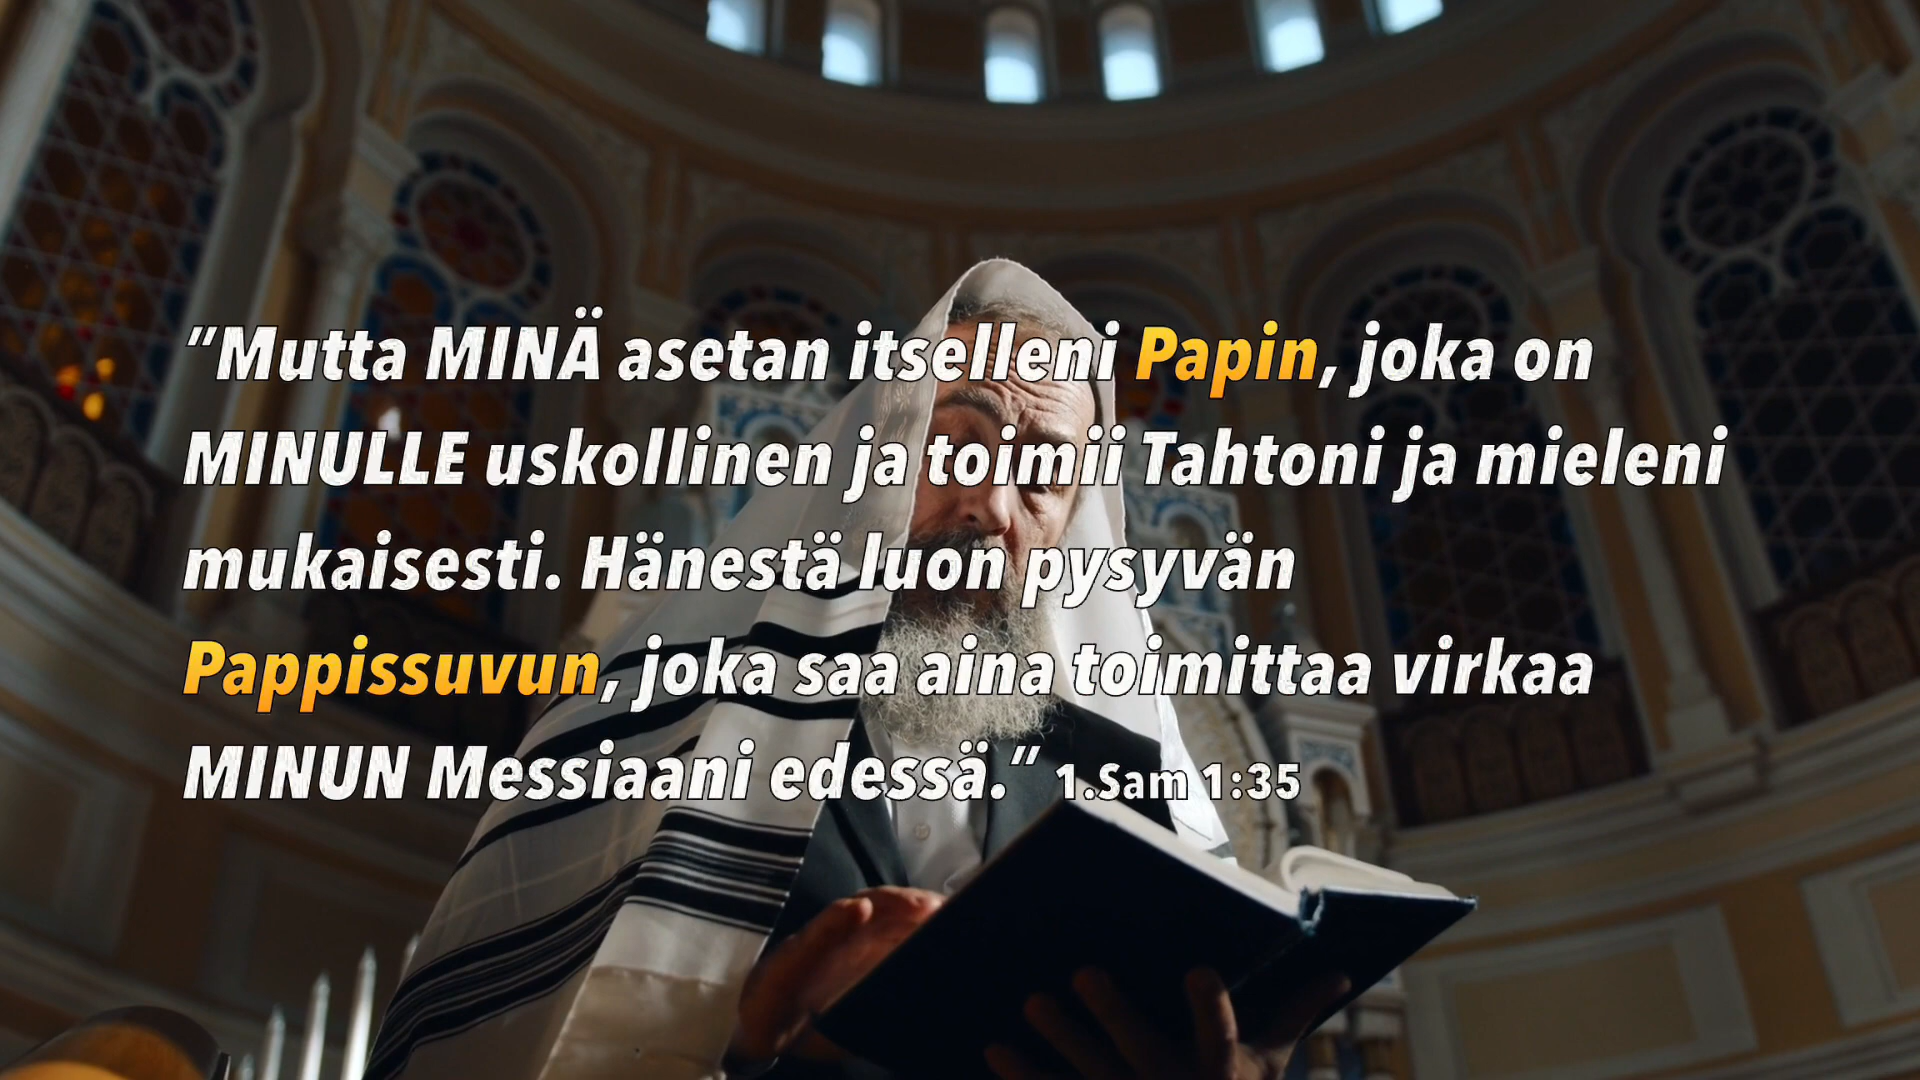 ”Mutta MINÄ asetan itselleni Papin, joka on
MINULLE uskollinen ja toimii Tahtoni ja mieleni
mukaisesti. Hänestä luon pysyvän
Pappissuvun, joka saa aina toimittaa virkaa
MINUN Messiaani edessä.” 1.Sam 1:35